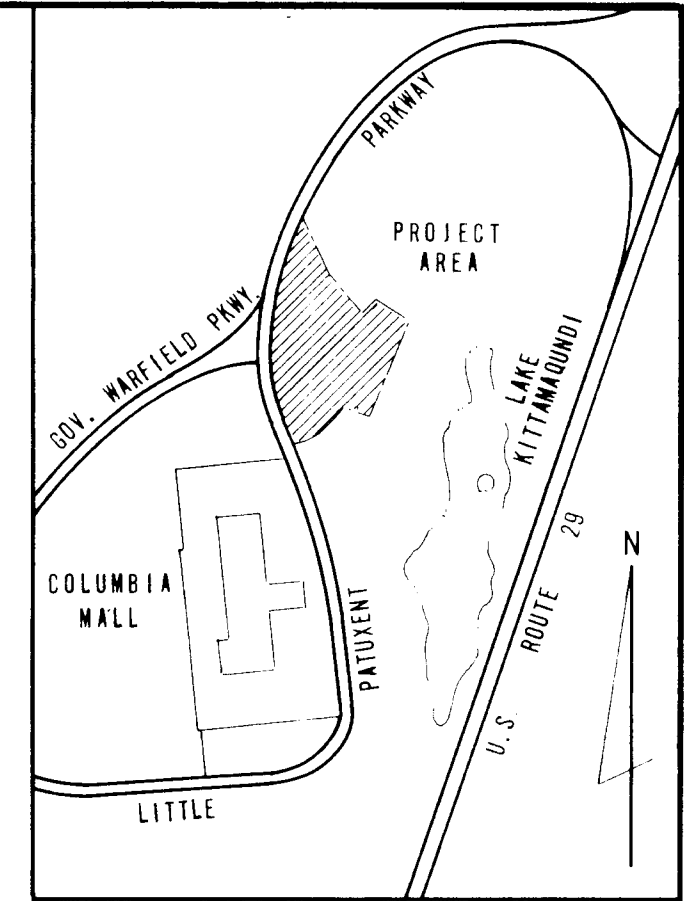 PARKWAY
PROJECT
AREA
GOV. WARFIELD PKWY.
LAKE
KITTAMAQUNDI
U.S. ROUTE 29
N
COLUMBIA
MALL
PATUXENT
LITTLE